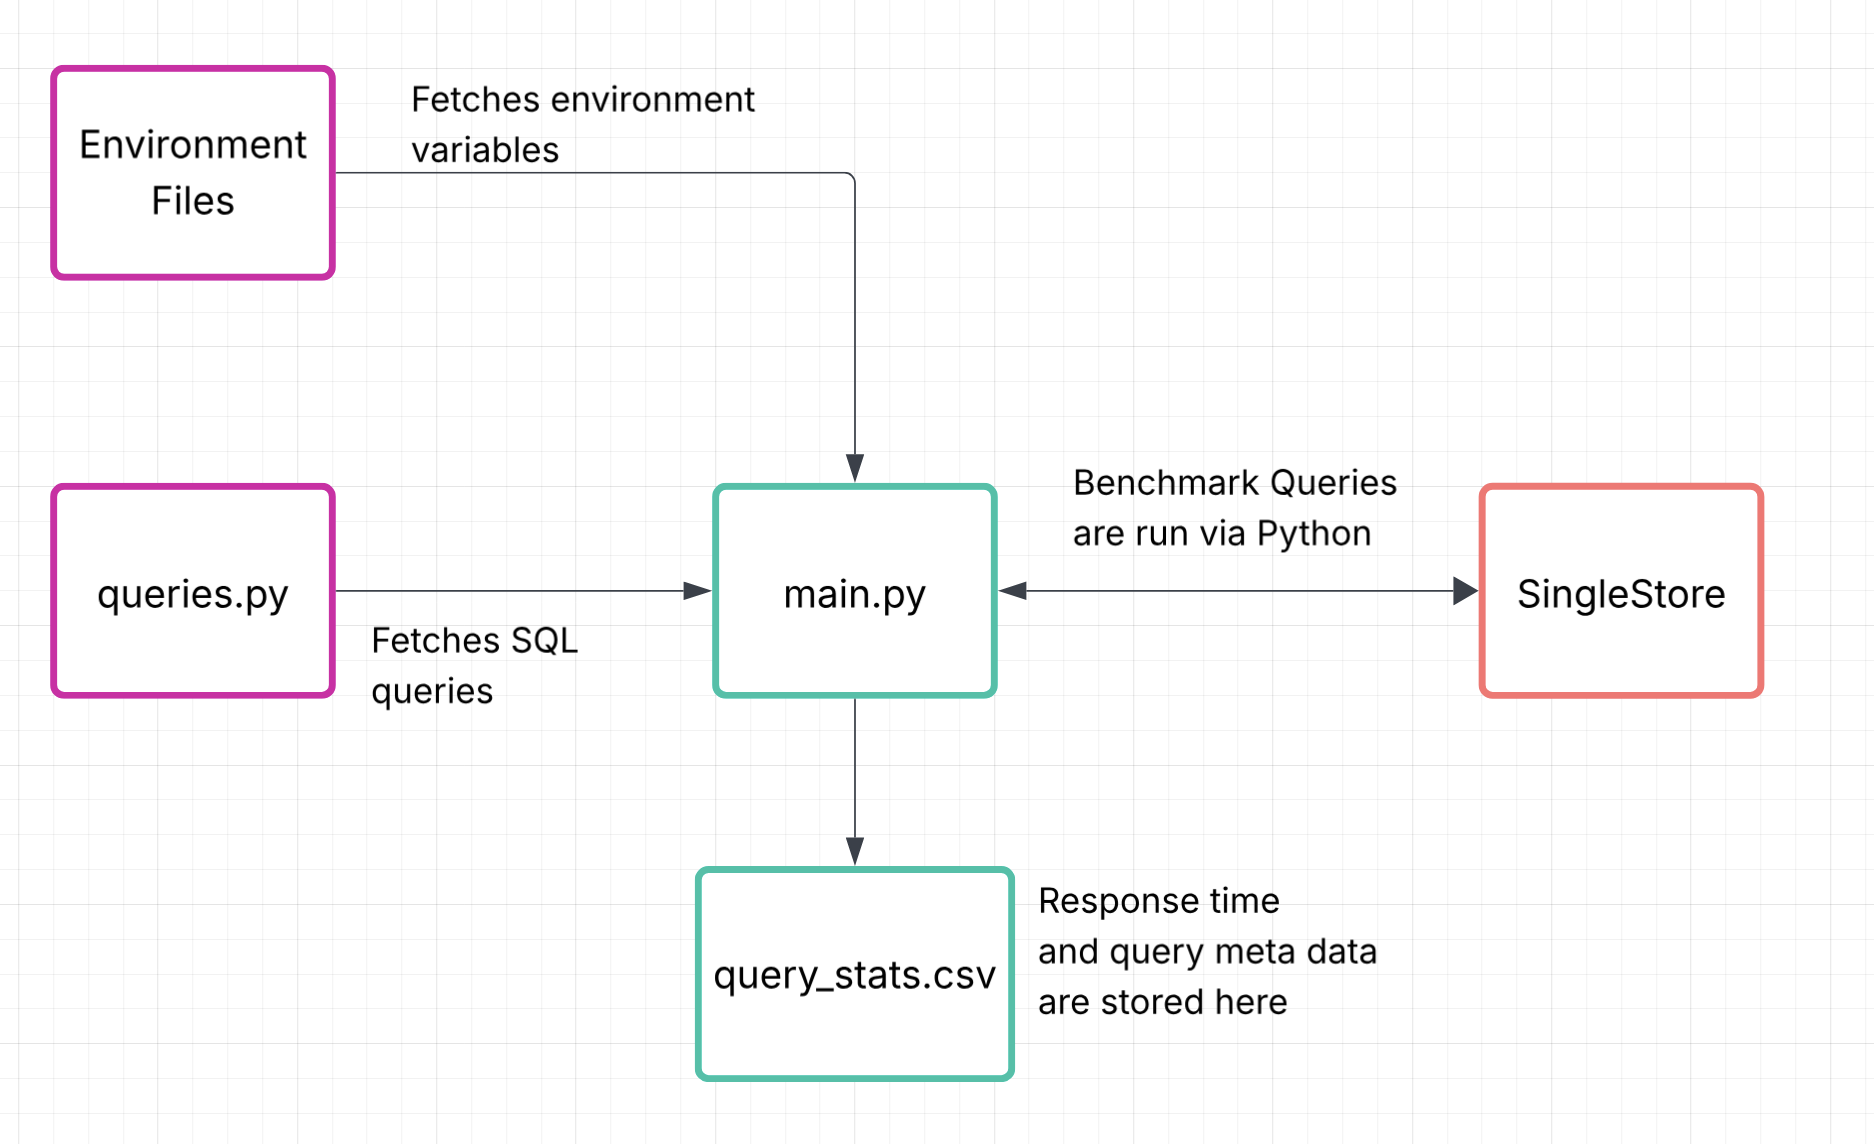 Environment
Files
Fetches environment
variables
queries.py
Fetches SQL
queries
main.py
Benchmark Queries
are run via Python
SingleStore
query_stats.csv
Response time
and query meta data
are stored here